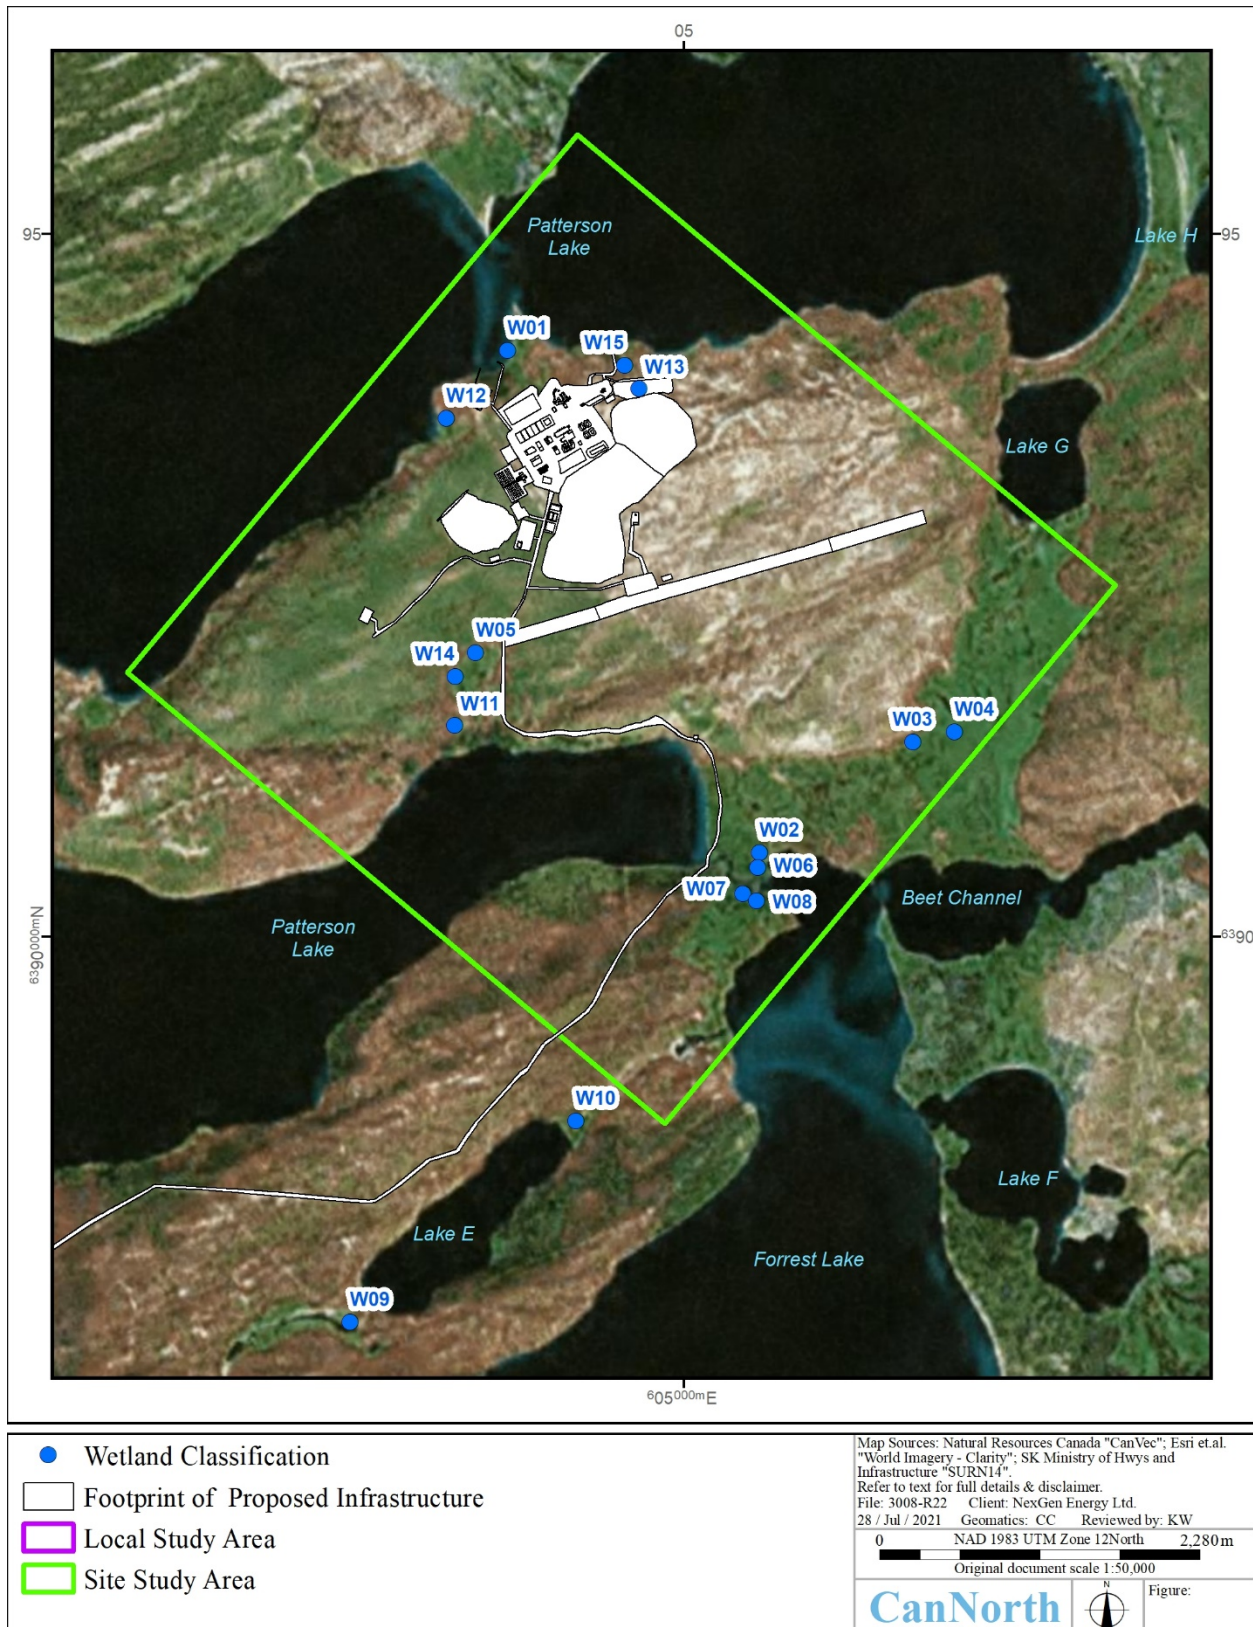 05
95
95
Patterson
Lake
Lake H
W01
W15
W13
W12
Lake G
W05
W14
W11
W03
W04
W02
W06
W07
W08
Beet Channel
Patterson
Lake
6390000mN
6390
W10
Lake F
Lake E
Forrest Lake
W09
605000mE
Wetland Classification
Footprint of Proposed Infrastructure
Local Study Area
Site Study Area
Map Sources: Natural Resources Canada "CanVec"; Esri et.al.
"World Imagery - Clarity"; SK Ministry of Hwys and
Infrastructure "SURN14".
Refer to text for full details & disclaimer.
File: 3008-R22 Client: NexGen Energy Ltd.
28 / Jul / 2021 Geomatics: CC Reviewed by: KW
0 NAD 1983 UTM Zone 12North 2,280 m
Original document scale 1:50,000
CanNorth
N
Figure: